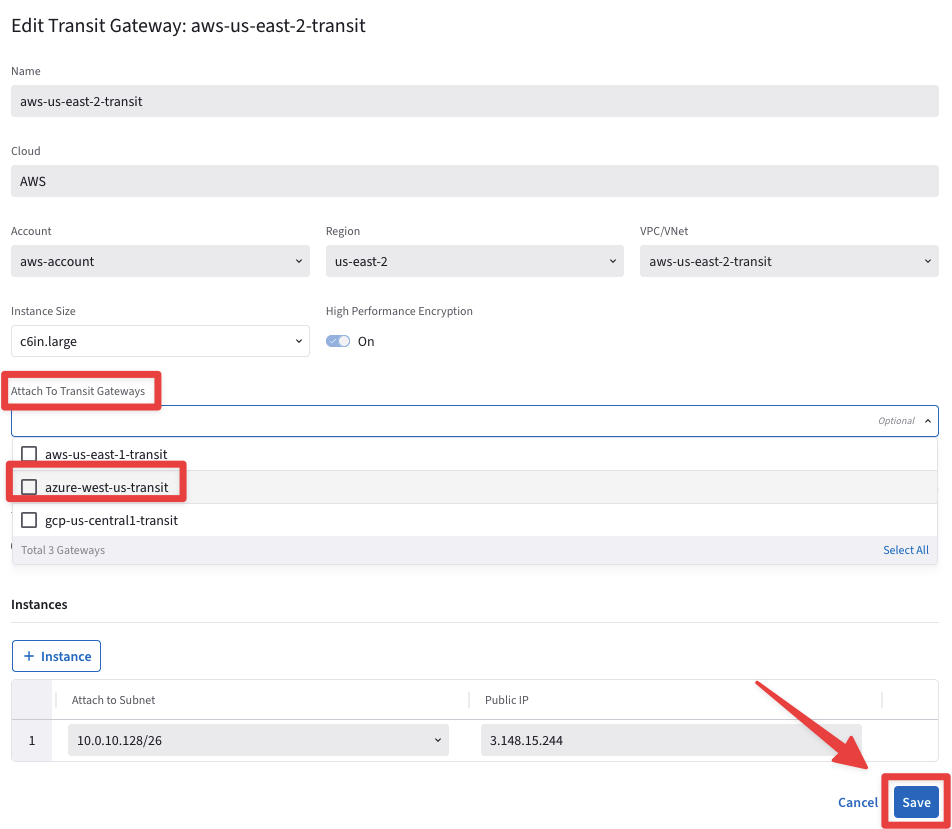 Edit Transit Gateway: aws-us-east-2-transit
Name
aws-us-east-2-transit
Cloud
AWS
Account Region VPC/VNet
aws-account us-east-2 aws-us-east-2-transit
Instance Size High Performance Encryption
c6in.large On
Attach To Transit Gateways
Optional
aws-us-east-1-transit
azure-west-us-transit
gcp-us-central1-transit
Total 3 Gateways Select All
Instances
+ Instance
Attach to Subnet Public IP
1 10.0.10.128/26 3.148.15.244
Cancel Save